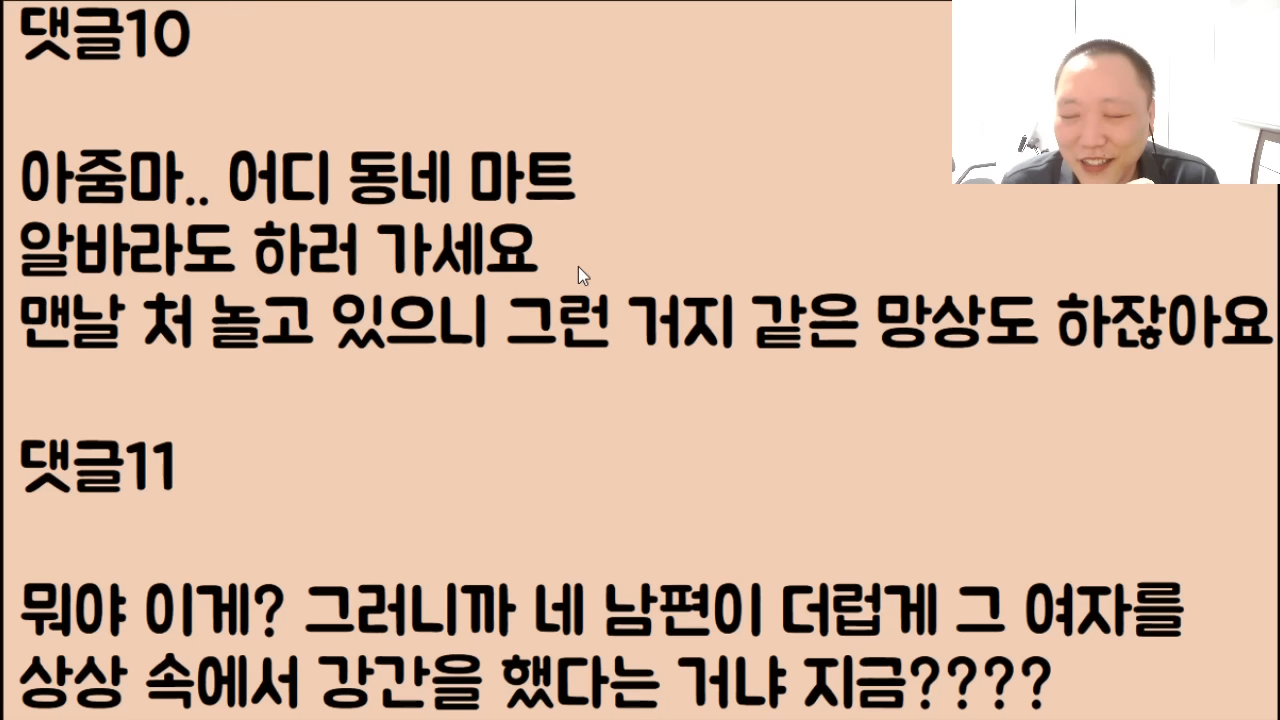 댓글10
아줌마.. 어디 동네 마트
알바라도 하러 가세요
맨날 처 놀고 있으니 그런 거지 같은 망상도 하잖아요
댓글11
뭐야 이게? 그러니까 네 남편이 더럽게 그 여자를
상상 속에서 강간을 했다는 거냐 지금????